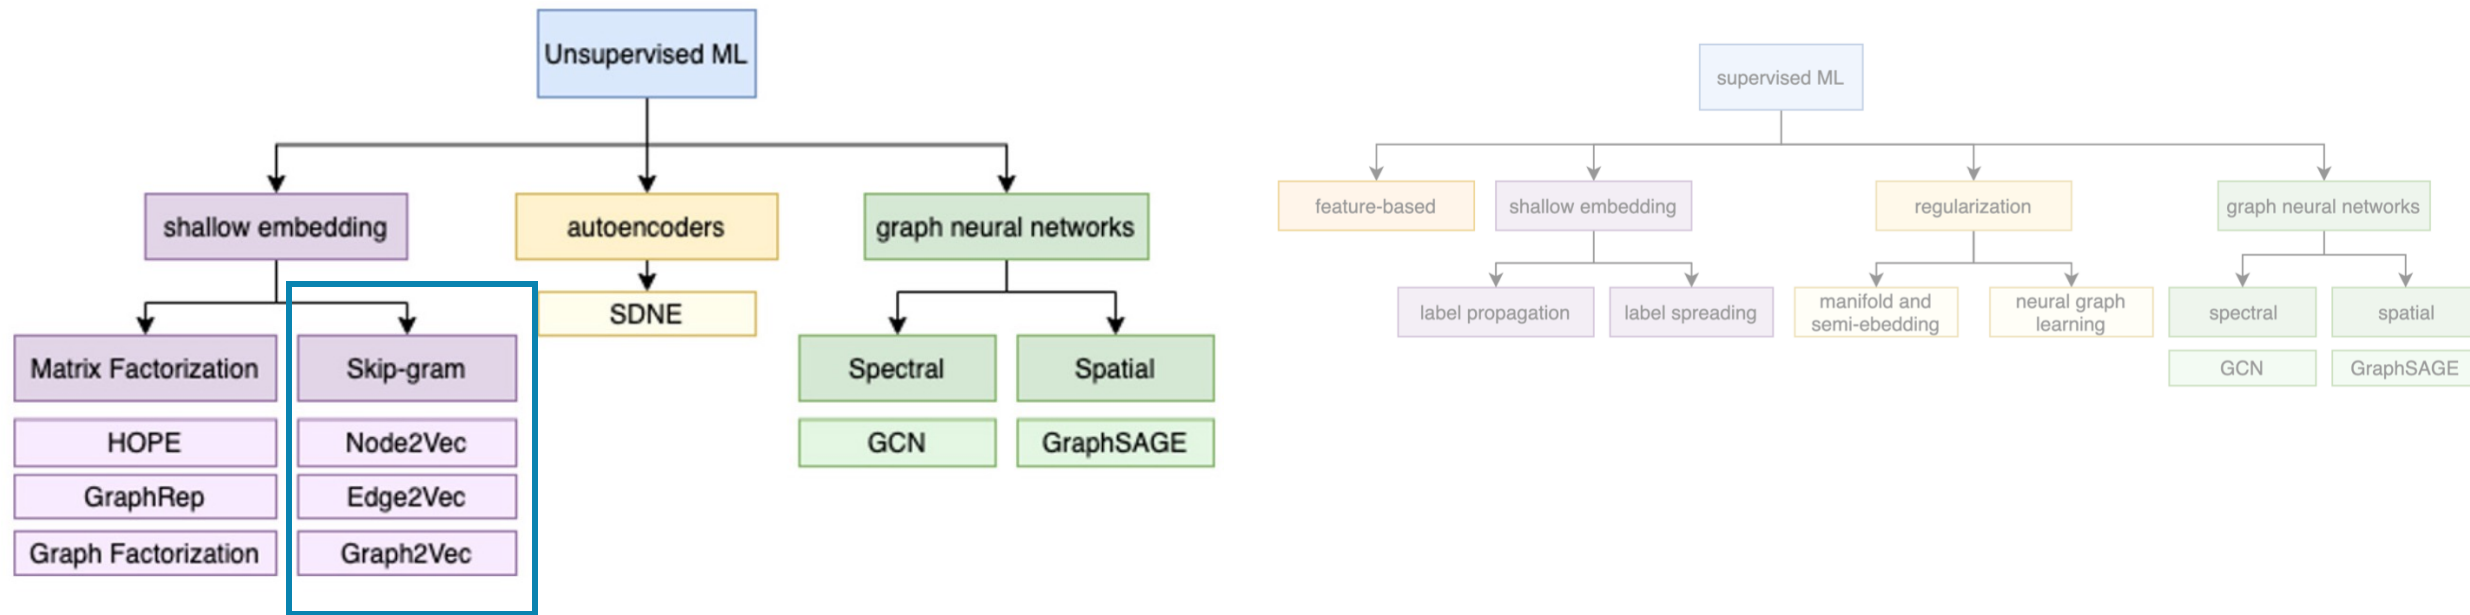 Unsupervised ML
shallow embedding
autoencoders
graph neural networks
SDNE
Matrix Factorization
Skip-gram
Spectral
Spatial
HOPE
Node2Vec
GCN
GraphSAGE
GraphRep
Edge2Vec
Graph Factorization
Graph2Vec
supervised ML
feature-based
shallow embedding
regularization
graph neural networks
label propagation
label spreading
manifold and
semi-ebedding
neural graph
learning
spectral
spatial
GCN
GraphSAGE